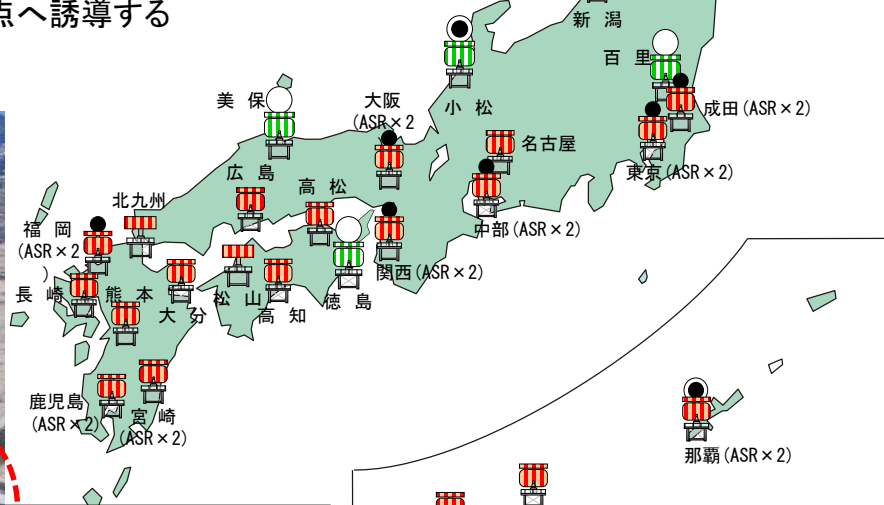 点へ誘導する
新 潟
百 里
美 保
大阪
(ASR×2
小 松
成田(ASR×2)
名古屋
広 島
東京(ASR×2)
高 松
北九州
中部(ASR×2)
福 岡
(ASR×2
)
関西(ASR×2)
長 崎
熊 本
松 山
徳 島
大 分
高 知
鹿児島
(ASR×2)
宮 崎
(ASR×2)
那覇(ASR×2)